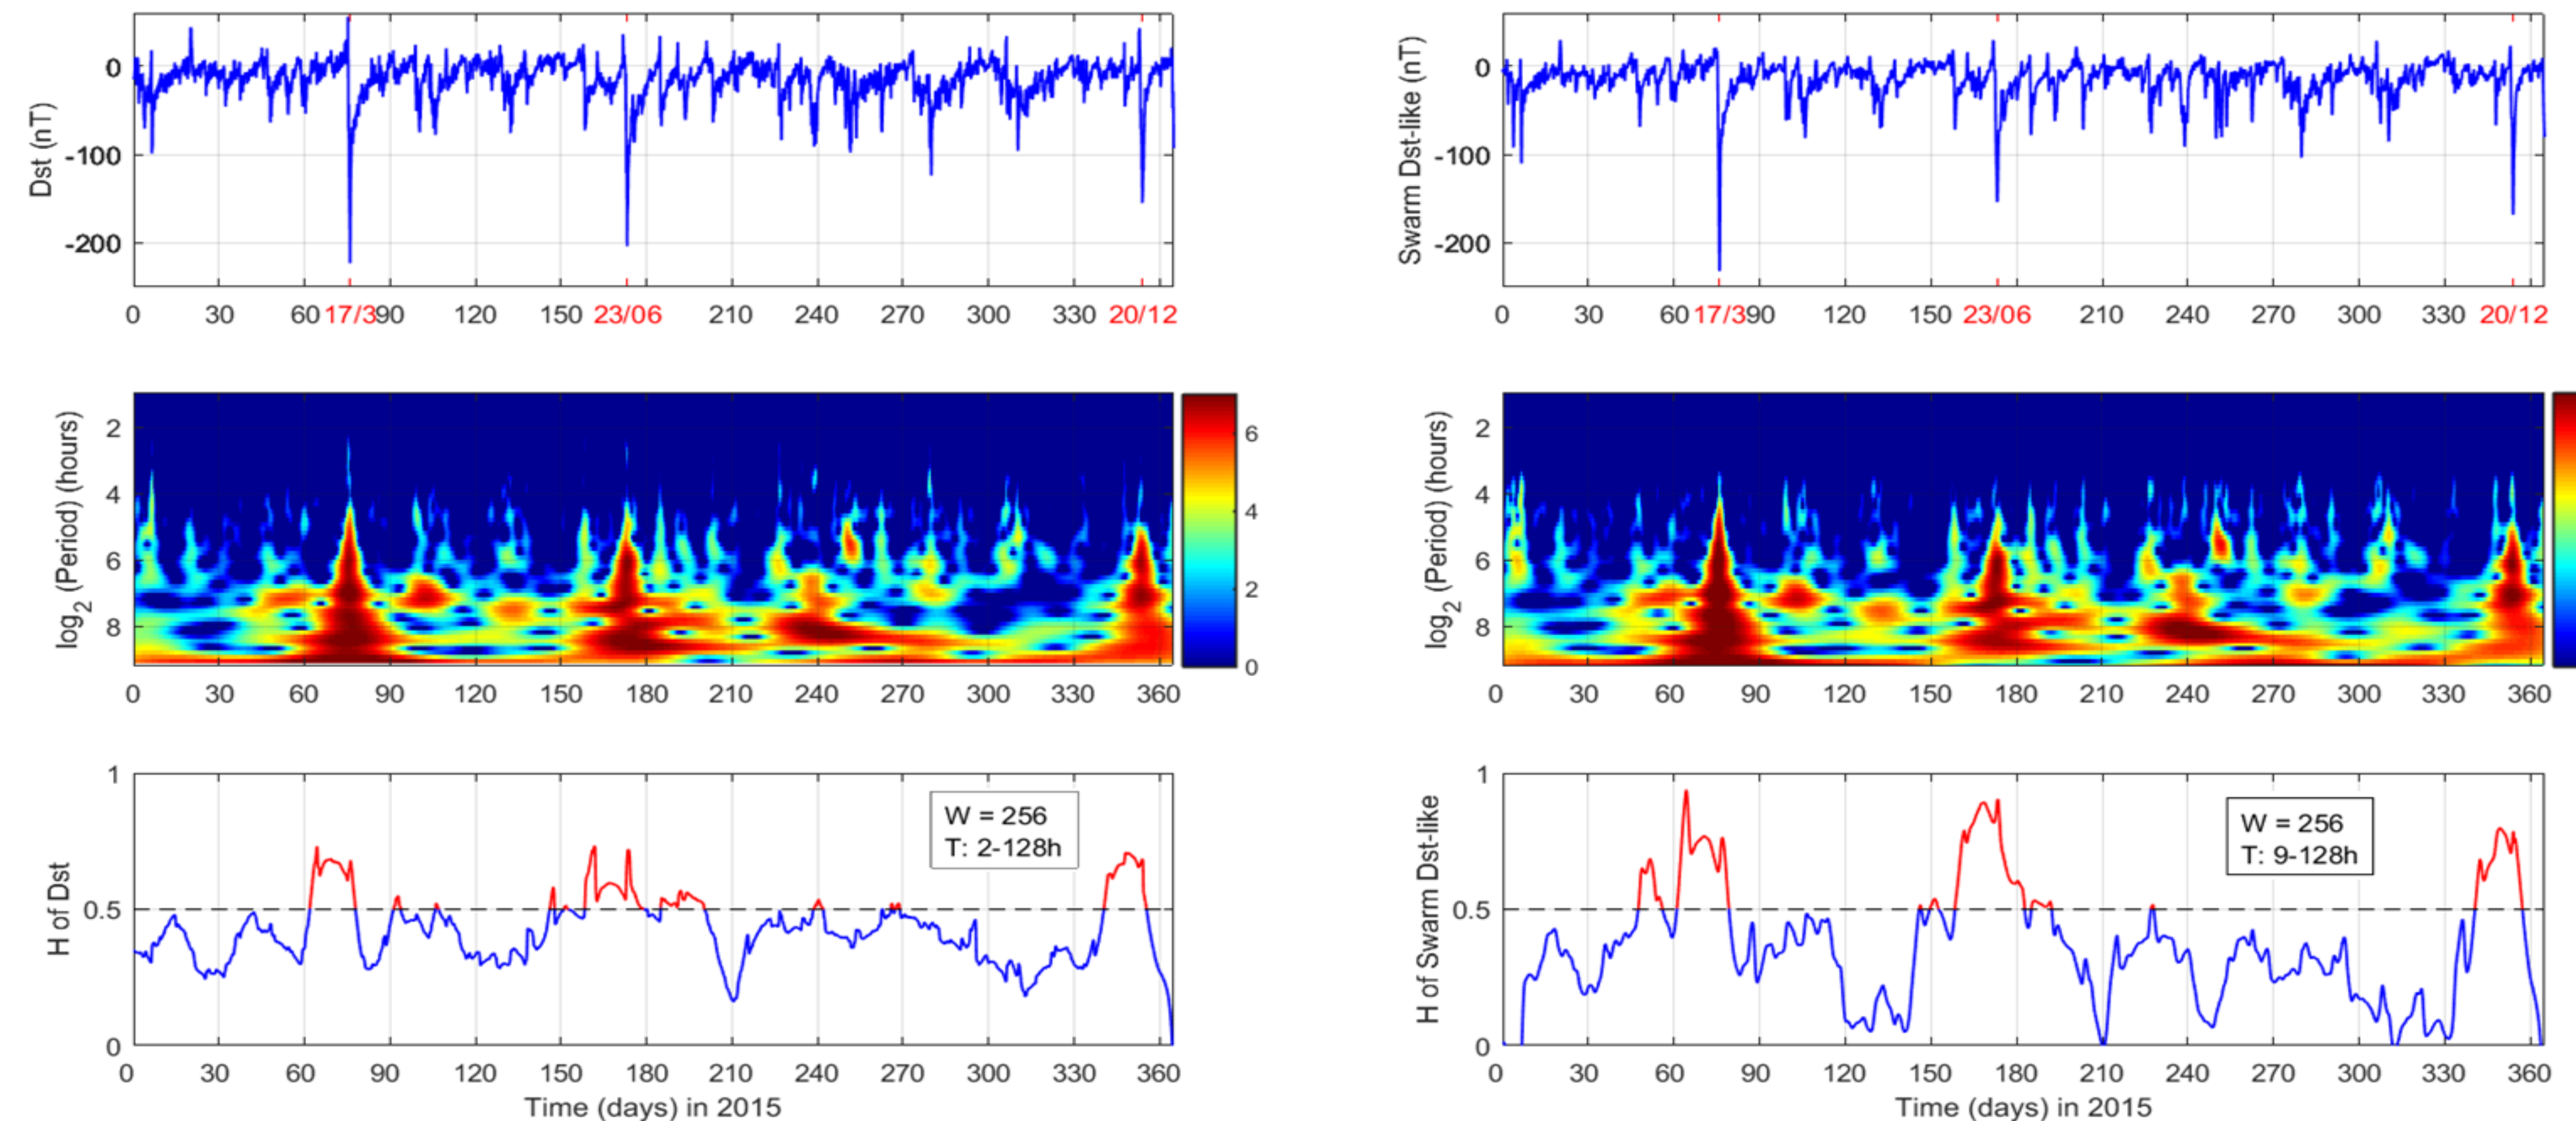 Dst (nT)
0
-100
-200
0 30 60 17/3 90 120 150 23/06 210 240 270 300 330 20/12
Swarm Dst-like (nT)
0
-100
-200
0 30 60 17/3 90 120 150 23/06 210 240 270 300 330 20/12
log2 (Period) (hours)
2
4
6
8
0 30 60 90 120 150 180 210 240 270 300 330 360
6
4
2
0
log2 (Period) (hours)
2
4
6
8
0 30 60 90 120 150 180 210 240 270 300 330 360
H of Dst
1
0.5
0
W = 256
T: 2-128h
0 30 60 90 120 150 180 210 240 270 300 330 360
Time (days) in 2015
H of Swarm Dst-like
1
0.5
0
W = 256
T: 9-128h
0 30 60 90 120 150 180 210 240 270 300 330 360
Time (days) in 2015